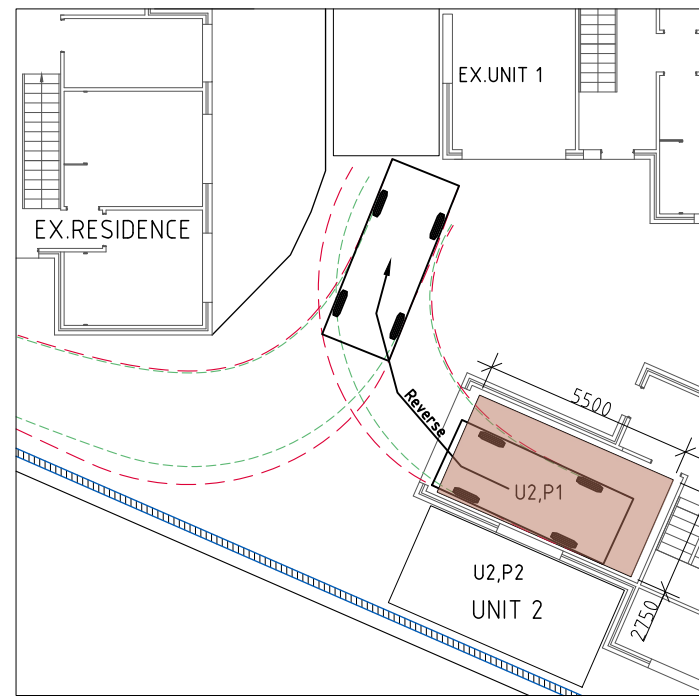 EX.UNIT 1
EX.RESIDENCE
5500
Reverse
U2,P1
U2,P2
UNIT 2
2750